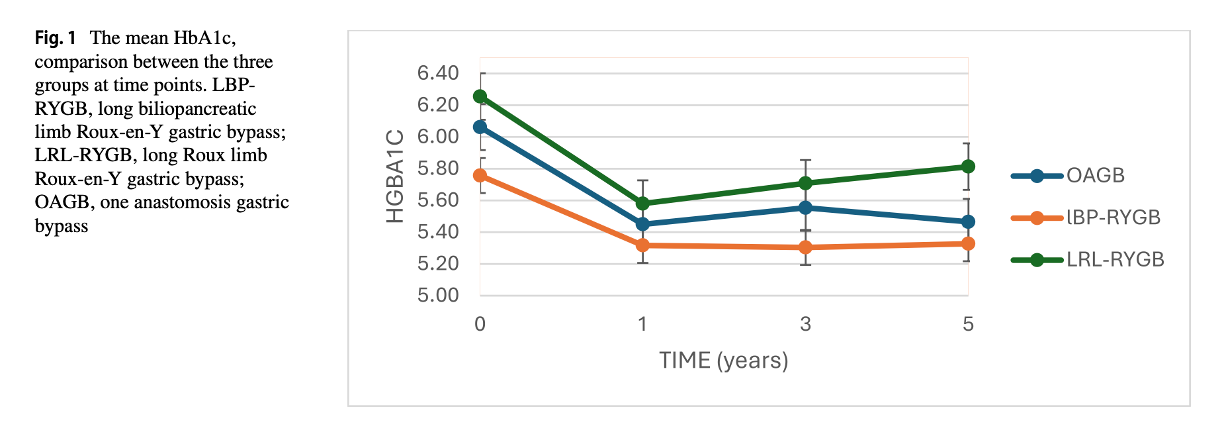 Fig. 1 The mean HbA1c,
comparison between the three
groups at time points. LBP-
RYGB, long biliopancreatic
limb Roux-en-Y gastric bypass;
LRL-RYGB, long Roux limb
Roux-en-Y gastric bypass;
OAGB, one anastomosis gastric
bypass
HGBA1C
6.40
6.20
6.00
5.80
5.60
5.40
5.20
5.00
0 1 3 5
TIME (years)
OAGB
lBP-RYGB
LRL-RYGB